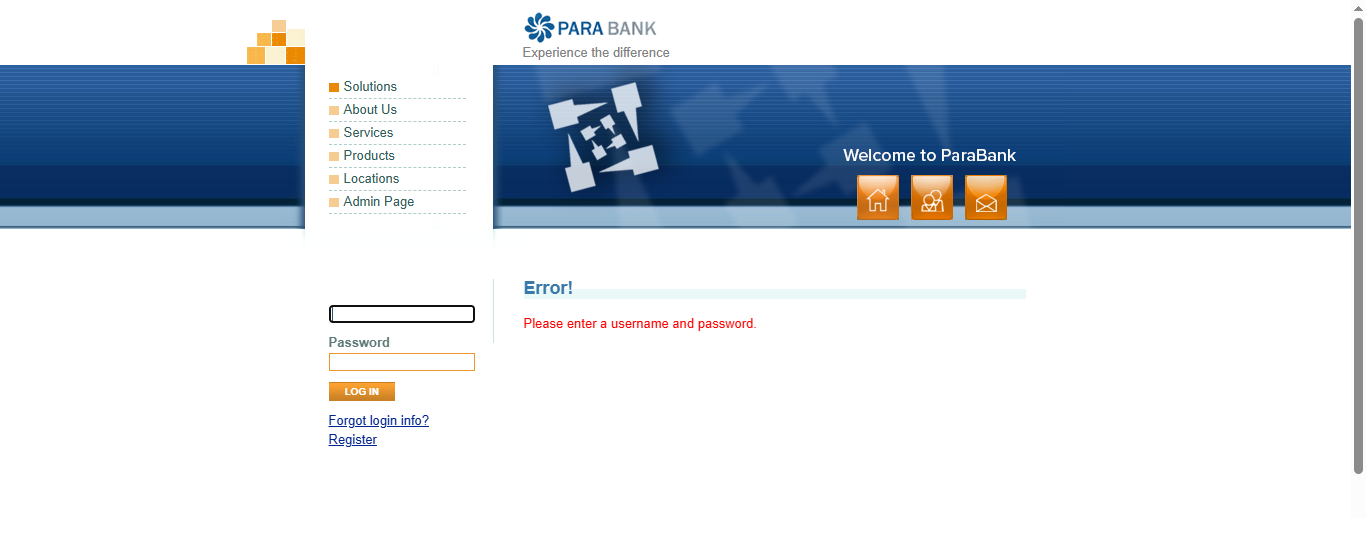 PARA BANK
Experience the difference
Solutions
About Us
Services
Products
Locations
Admin Page
Welcome to ParaBank
Error!
Please enter a username and password.
Password
LOG IN
Forgot login info?
Register